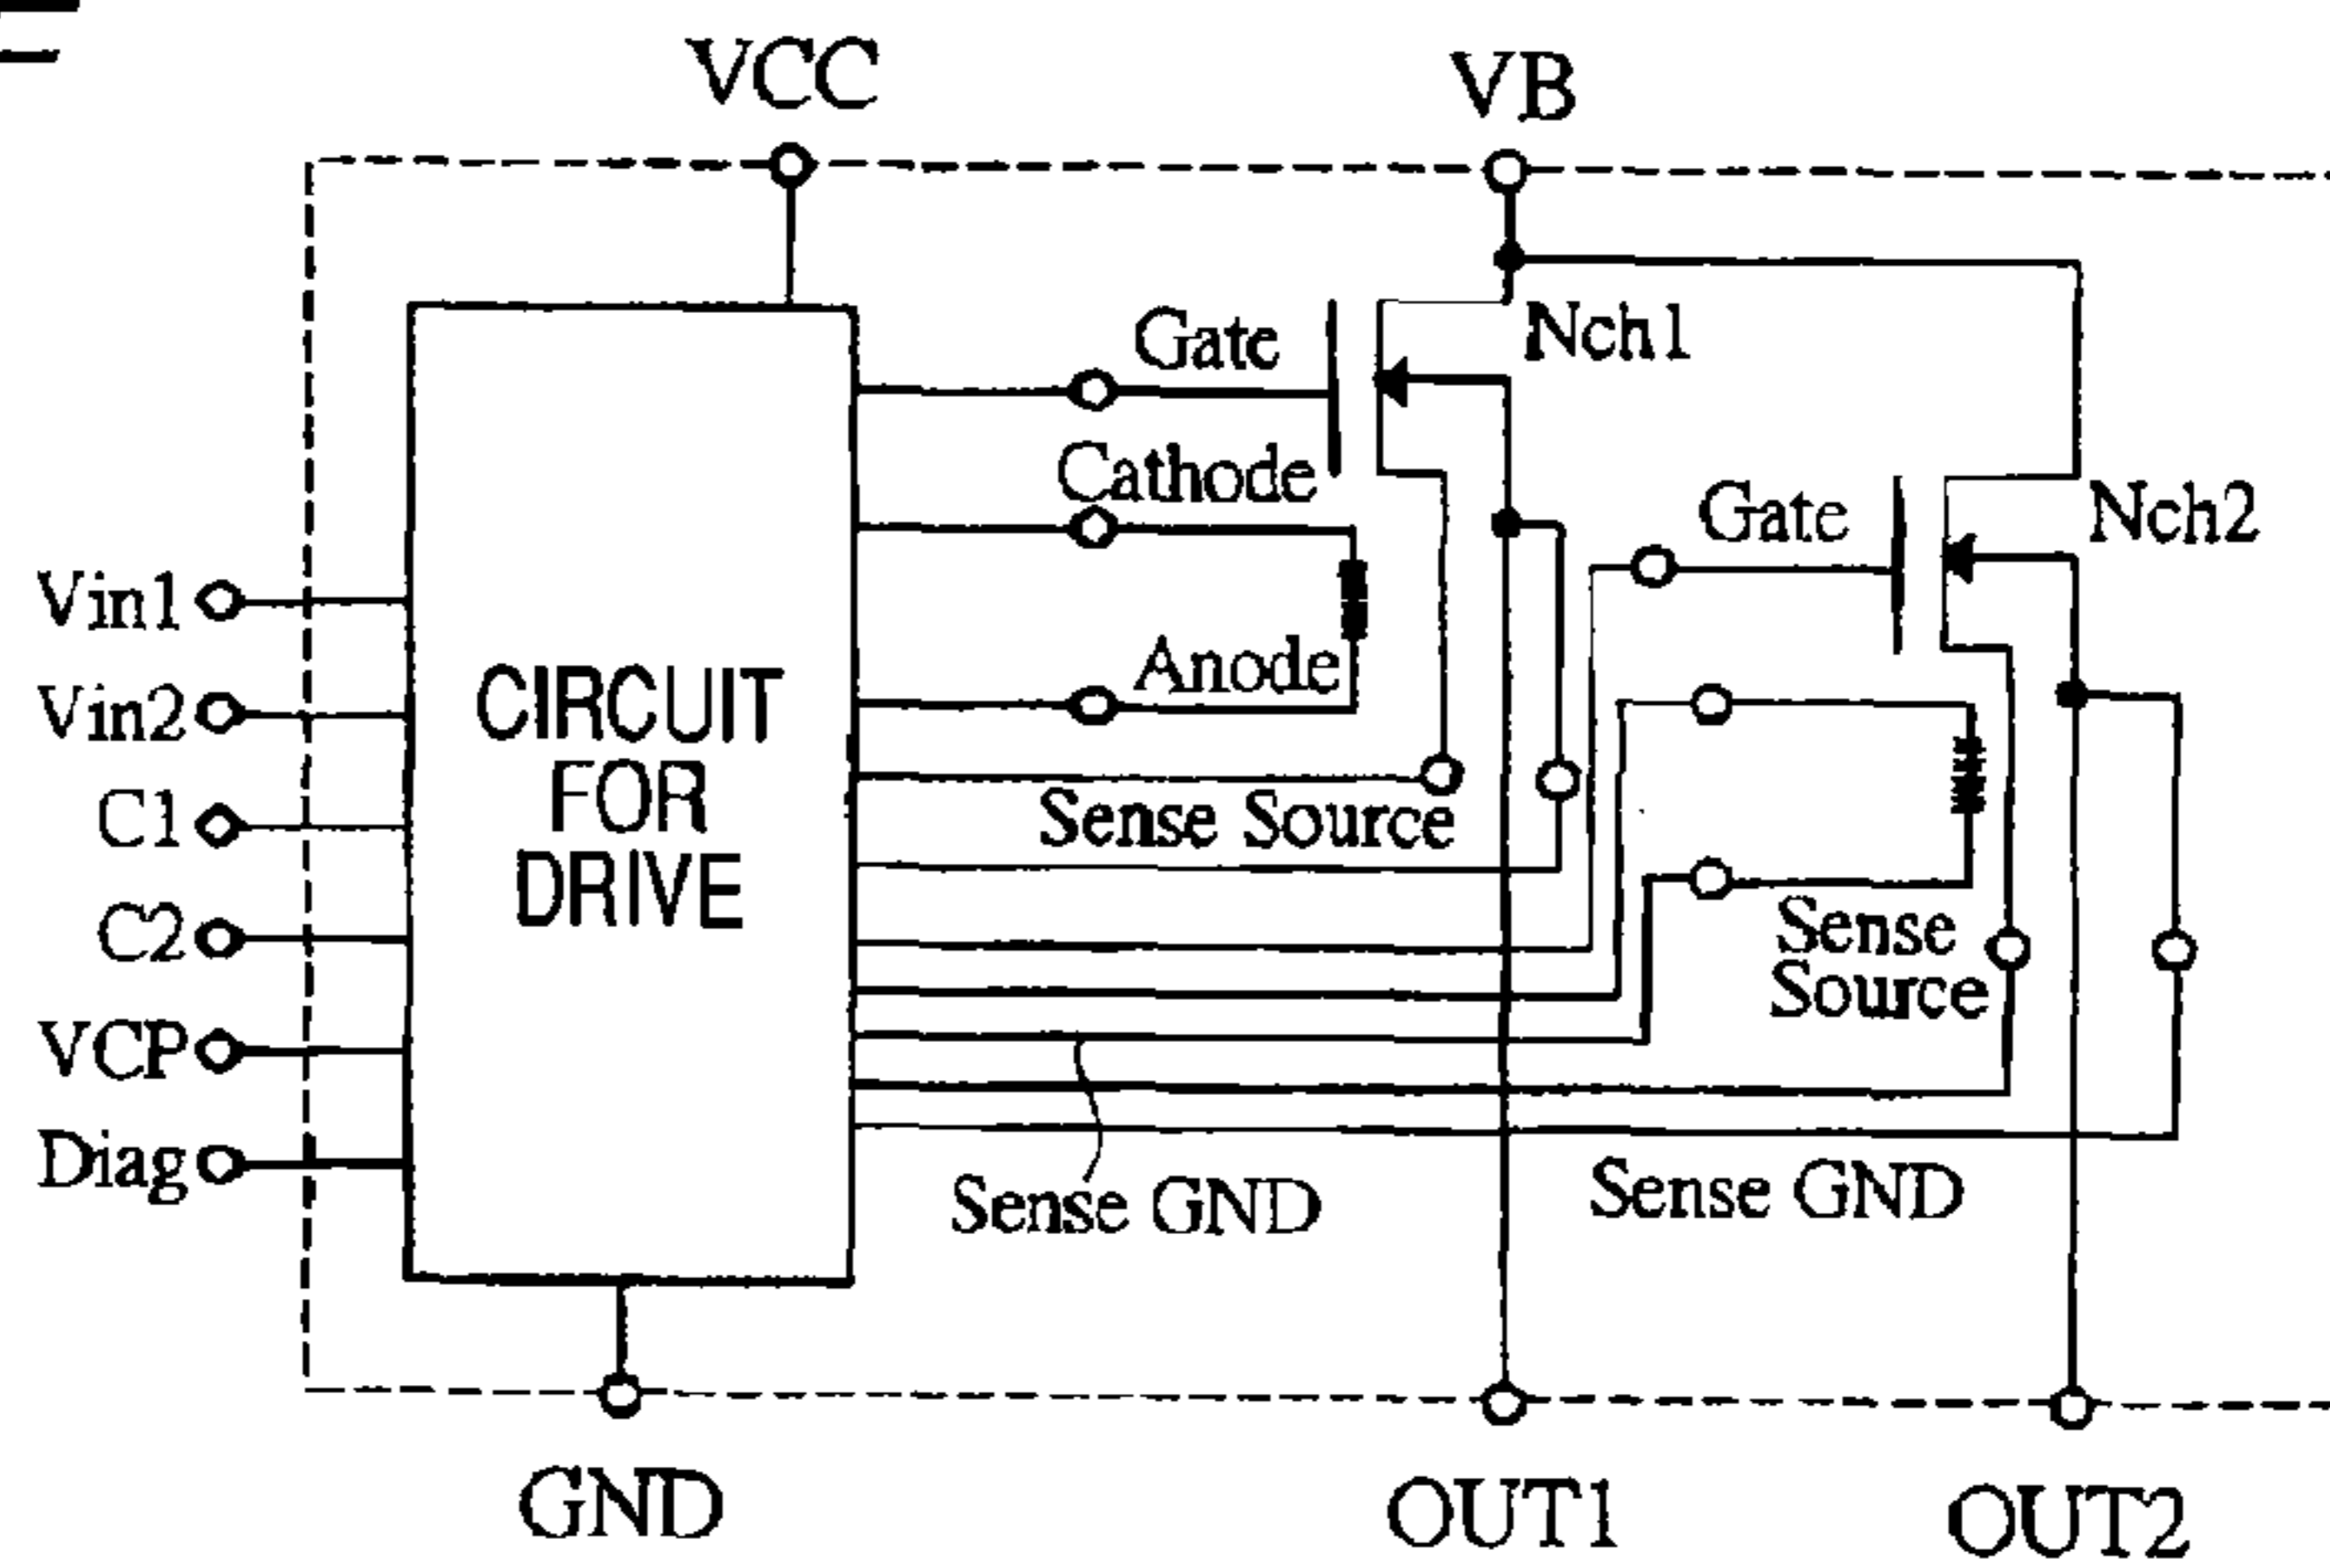 VCC
VB
Gate
Nch1
Cathode
Gate
Nch2
Vin1
Anode
Vin2
CIRCUIT
FOR
DRIVE
C1
Sense Source
C2
Sense
Source
VCP
Diag
Sense GND
Sense GND
GND
OUT1
OUT2